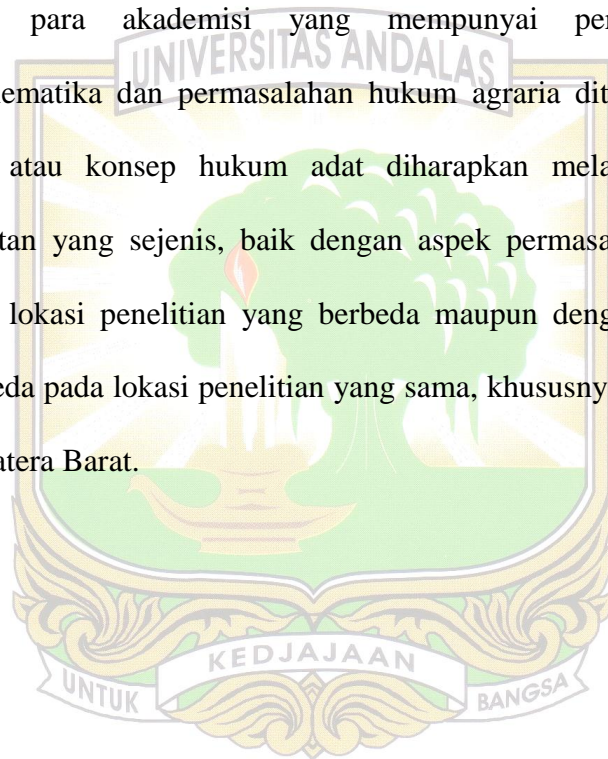 para akademisi yang mempunyai per
UNIVERSITAS ANDALAS
ematika dan permasalahan hukum agraria dit
atau konsep hukum adat diharapkan mela
tan yang sejenis, baik dengan aspek permasa
lokasi penelitian yang berbeda maupun deng
eda pada lokasi penelitian yang sama, khususny
atera Barat.
UNTUK KEDJAJAAN BANGSA